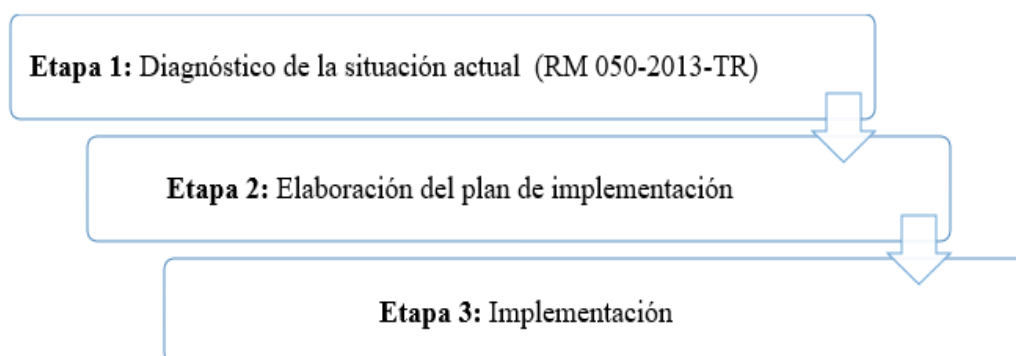 Etapa 1: Diagnóstico de la situación actual (RM 050-2013-TR)
Etapa 2: Elaboración del plan de implementación
Etapa 3: Implementación